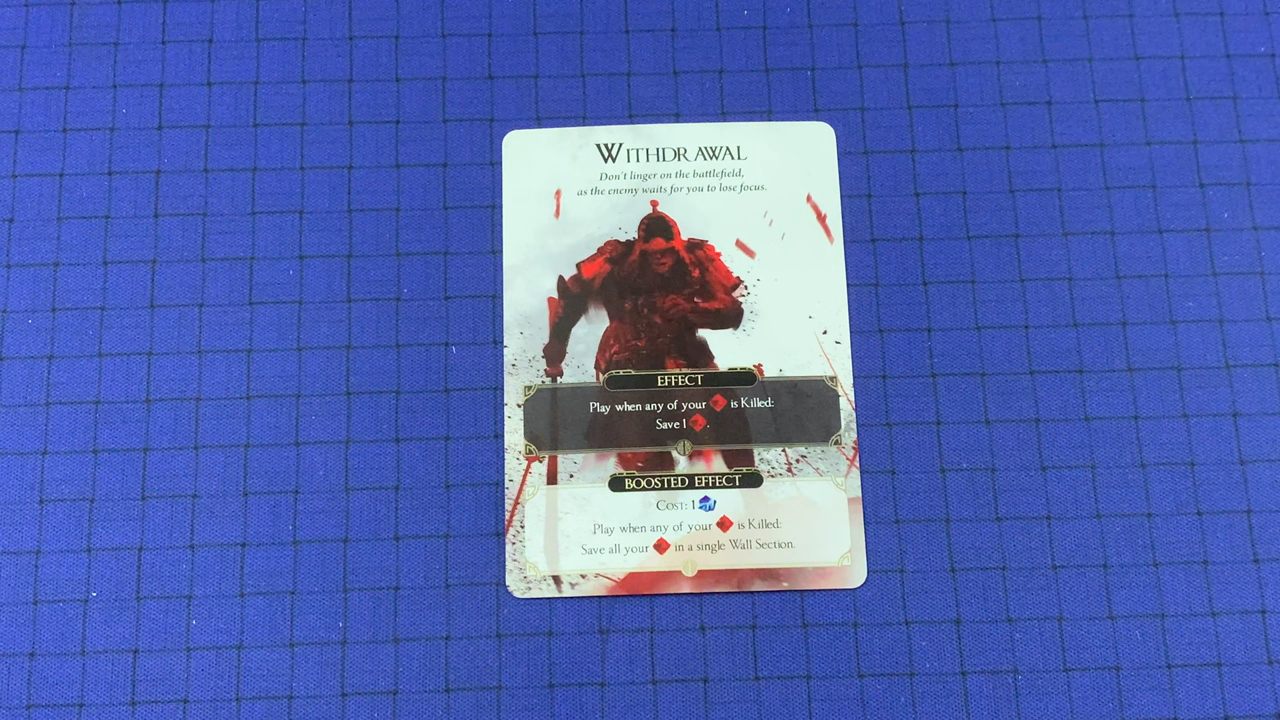 WITHDRAWAL
Don't linger on the battlefield,
as the enemy waits for you to lose focus.
EFFECT
Play when any of your is Killed:
Save 1 .
BOOSTED EFFECT
COST: 1
Play when any of your is Killed:
Save all your in a single Wall Section.